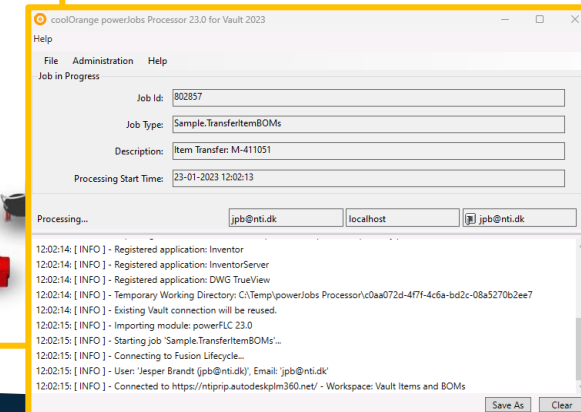 coolOrange powerJobs Processor 23.0 for Vault 2023
Help
File Administration Help
Job in Progress
Job Id: 802857
Job Type: Sample.TransferItemBOMs
Description: Item Transfer: M-411051
Processing Start Time: 23-01-2023 12:02:13
Processing... jpb@nti.dk localhost jpb@nti.dk
12:02:14: [ INFO ] - Registered application: Inventor
12:02:14: [ INFO ] - Registered application: InventorServer
12:02:14: [ INFO ] - Registered application: DWG TrueView
12:02:14: [ INFO ] - Temporary Working Directory: C:\Temp\powerJobs Processor\c0aa072d-4f7f-4c6a-bd2c-08a5270b2ee7
12:02:14: [ INFO ] - Existing Vault connection will be reused.
12:02:15: [ INFO ] - Importing module: powerFLC 23.0
12:02:15: [ INFO ] - Starting job 'Sample.TransferItemBOMs'...
12:02:15: [ INFO ] - Connecting to Fusion Lifecycle...
12:02:15: [ INFO ] - User: 'Jesper Brandt (jpb@nti.dk)', Email: 'jpb@nti.dk'
12:02:15: [ INFO ] - Connected to https://ntiprip.autodeskplm360.net/ - Workspace: Vault Items and BOMs
Save As Clear